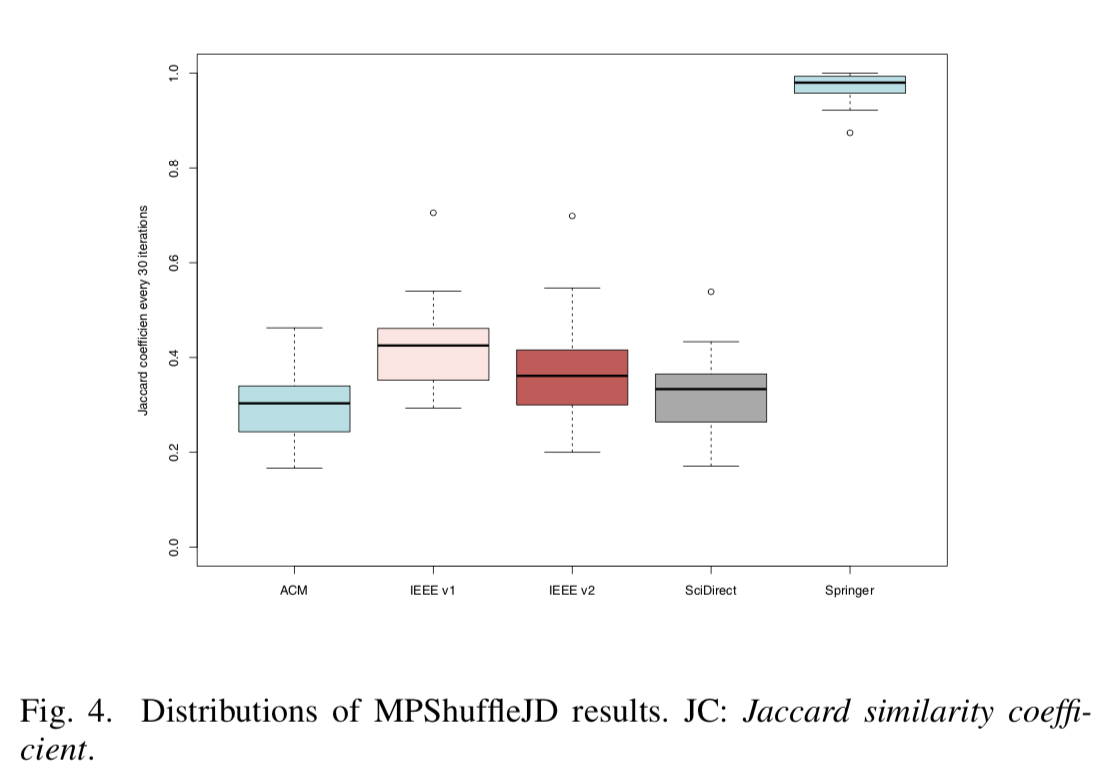 1.0
0.8
0.6
0.4
0.2
0.0
Jaccard coefficien every 30 iterations
ACM IEEE v1 IEEE v2 SciDirect Springer
Fig. 4. Distributions of MPShuffleJD results. JC: Jaccard similarity coeffi-
cient.